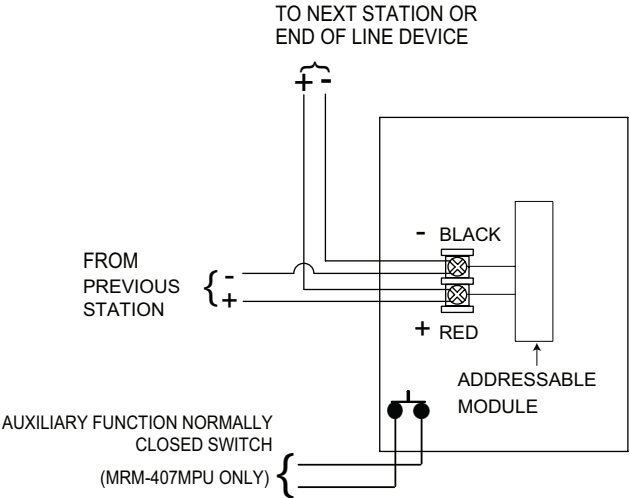 TO NEXT STATION OR
END OF LINE DEVICE
+ -
- BLACK
FROM
PREVIOUS
STATION
{ -
+
+ RED
ADDRESSABLE
MODULE
AUXILIARY FUNCTION NORMALLY
CLOSED SWITCH
(MRM-407MPU ONLY) {